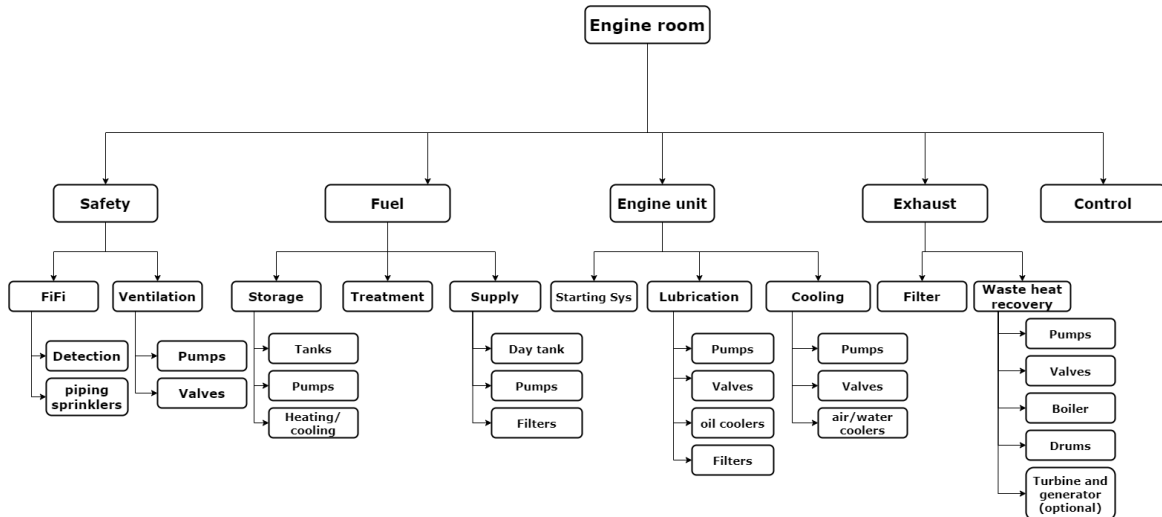 Engine room
Safety
Fuel
Engine unit
Exhaust
Control
FiFi
Ventilation
Storage
Treatment
Supply
Starting Sys
Lubrication
Cooling
Filter
Waste heat
recovery
Detection
piping
sprinklers
Pumps
Valves
Tanks
Pumps
Heating/
cooling
Day tank
Pumps
Filters
Pumps
Valves
oil coolers
Filters
Pumps
Valves
air/water
coolers
Pumps
Valves
Boiler
Drums
Turbine and
generator
(optional)